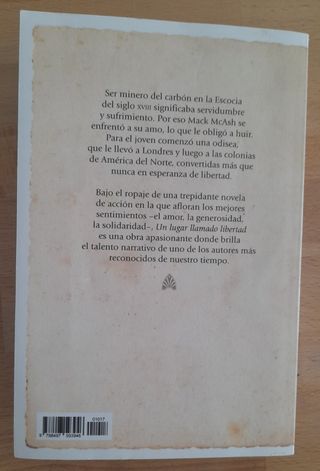 Ser minero del carbón en la Escocia
del siglo XVIII significaba servidumbre
y sufrimiento. Por eso Mack McAsh se
enfrentó a su amo, lo que le obligó a huir.
Para el joven comenzó una odisea,
que le llevó a Londres y luego a las colonias
de América del Norte, convertidas más que
nunca en esperanza de libertad.
Bajo el ropaje de una trepidante novela
de acción en la que afloran los mejores
sentimientos –el amor, la generosidad,
la solidaridad–, Un lugar llamado libertad
es una obra apasionante donde brilla
el talento narrativo de uno de los autores más
reconocidos de nuestro tiempo.
01017